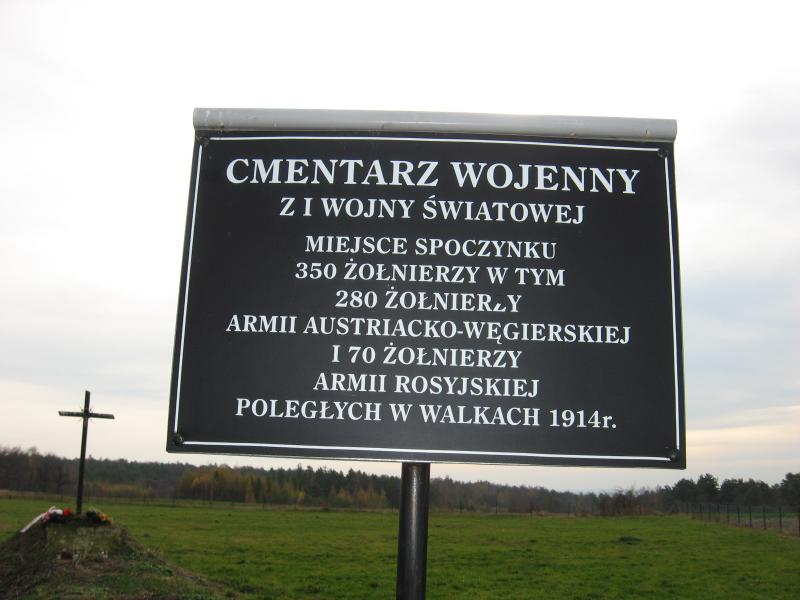 CMENTARZ WOJENNY
Z I WOJNY ŚWIATOWEJ
MIEJSCE SPOCZYNKU
350 ŻOŁNIERZY W TYM
280 ŻOŁNIERZY
ARMII AUSTRIACKO-WĘGIERSKIEJ
I 70 ŻOŁNIERZY
ARMII ROSYJSKIEJ
POLEGŁYCH W WALKACH 1914r.